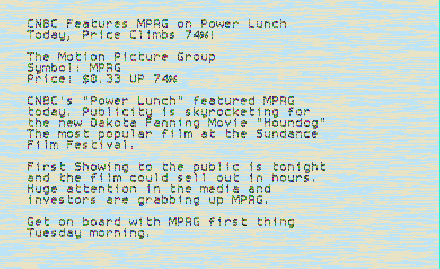 CNBC Features MPRG on Power Lunch
Today, Price Climbs 74%!
The Motion Picture Group
Symbol: MPRG
Price: $0.33 UP 74%
CNBC's "Power Lunch" featured MPRG
today. Publicity is skyrocketing for
the new Dakota Fanning Movie "Houndog"
The most popular film at the Sundance
Film Festival.
First Showing to the public is tonight
and the film could sell out in hours.
Huge attention in the media and
investors are grabbing up MPRG.
Get on board with MPRG first thing
Tuesday morning.